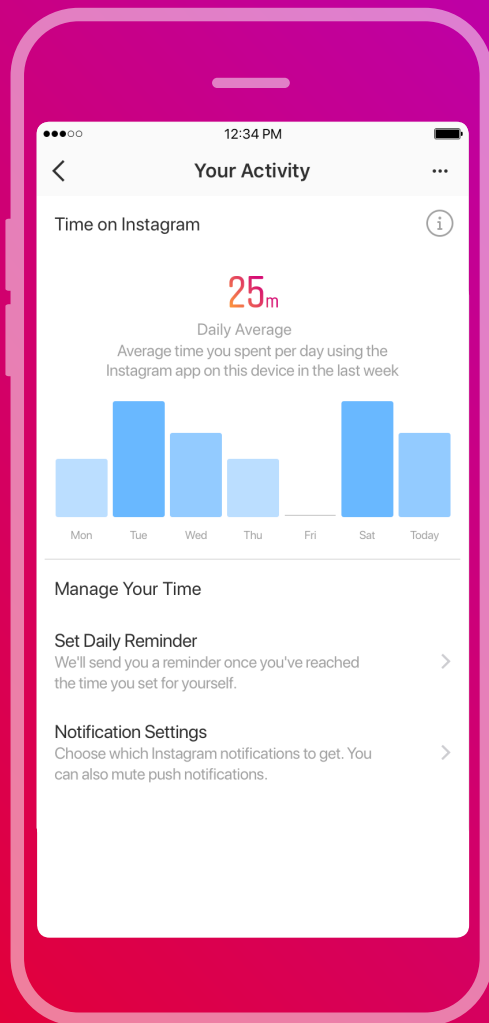 12:34 PM
Your Activity
Time on Instagram
25m
Daily Average
Average time you spent per day using the
Instagram app on this device in the last week
Mon Tue Wed Thu Fri Sat Today
Manage Your Time
Set Daily Reminder
We'll send you a reminder once you've reached
the time you set for yourself.
Notification Settings
Choose which Instagram notifications to get. You
can also mute push notifications.